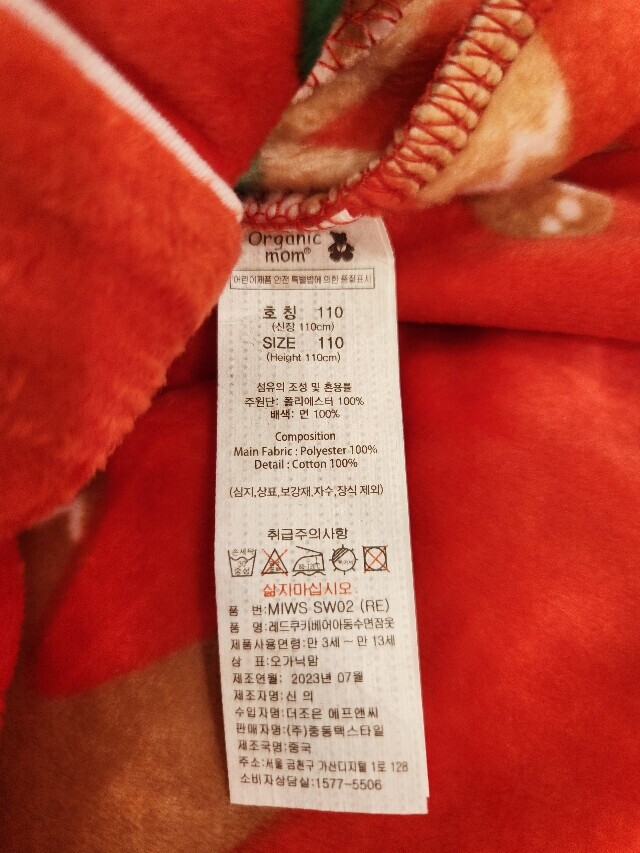 Organic
mom®
어린이제품 안전 특별법에 의한 품질표시
호 칭 110
(신장 110cm)
SIZE 110
(Height 110cm)
섬유의 조성 및 혼용률
주원단: 폴리에스터 100%
배색: 면 100%
Composition
Main Fabric : Polyester 100%
Detail : Cotton 100%
(심지,상표,보강재,자수,장식 제외)
취급주의사항
손세탁
30
중성
삶지마십시오
품 번:MIWS-SW02 (RE)
품 명:레드쿠키베어아동수면잠옷
제품사용연령:만 3세 ~ 만 13세
상 표:오가닉맘
제조연월: 2023년 07월
제조자명:신 의
수입자명:더조은 에프앤씨
판매자명:(주)중동텍스타일
제조국명:중국
주소:서울 금천구 가산디지털 1로 128
소비자상담실:1577-5506